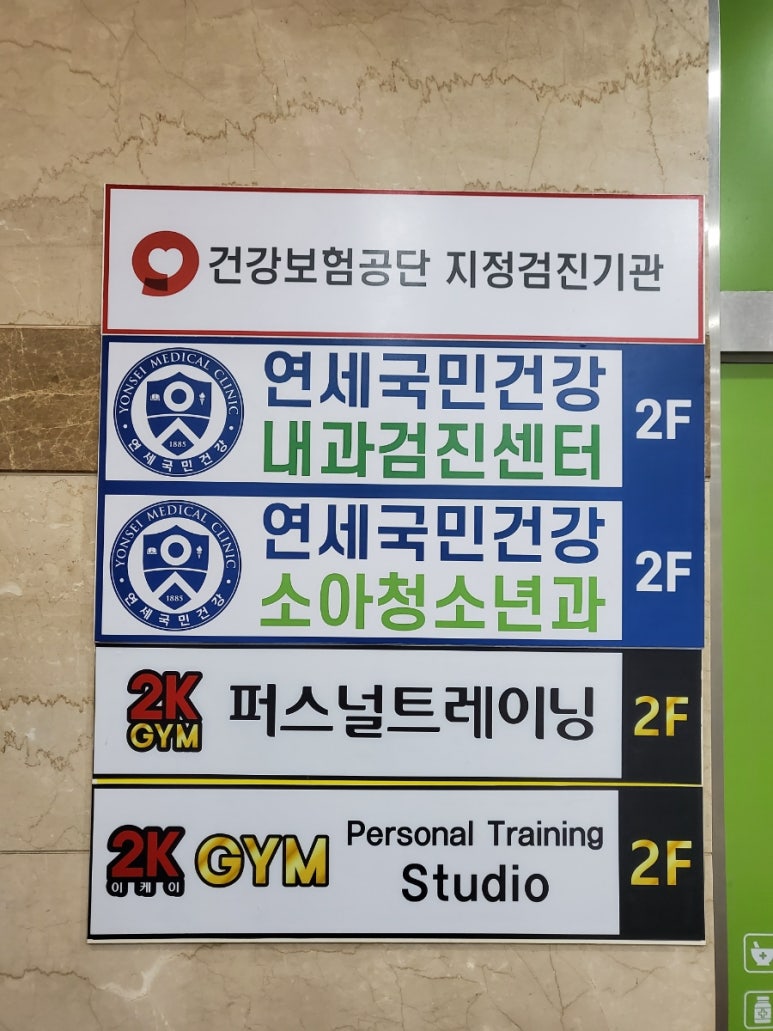 건강보험공단 지정검진기관
YONSEI MEDICAL CLINIC
1885
연세국민건강
연세국민건강
내과검진센터
2F
YONSEI MEDICAL CLINIC
1885
연세국민건강
연세국민건강
소아청소년과
2F
2K
GYM
퍼스널트레이닝
2F
2K
이케이
GYM
Personal Training
Studio
2F